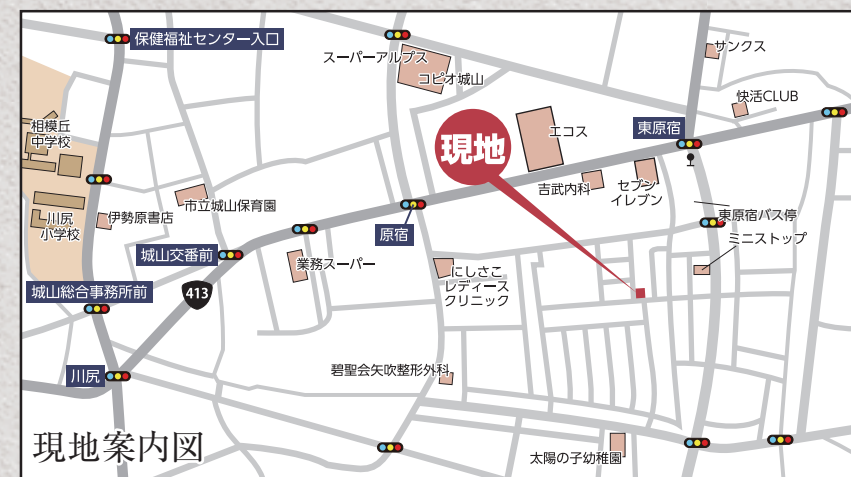 保健福祉センター入口
スーパーアルプス
コピオ城山
サンクス
快活CLUB
相模丘
中学校
現地
エコス
東原宿
吉武内科
セブン
イレブン
市立城山保育園
川尻
小学校
伊勢原書店
原宿
東原宿バス停
ミニストップ
城山交番前
業務スーパー
にしさこ
レディース
クリニック
城山総合事務所前
413
川尻
碧聖会矢吹整形外科
現地案内図
太陽の子幼稚園